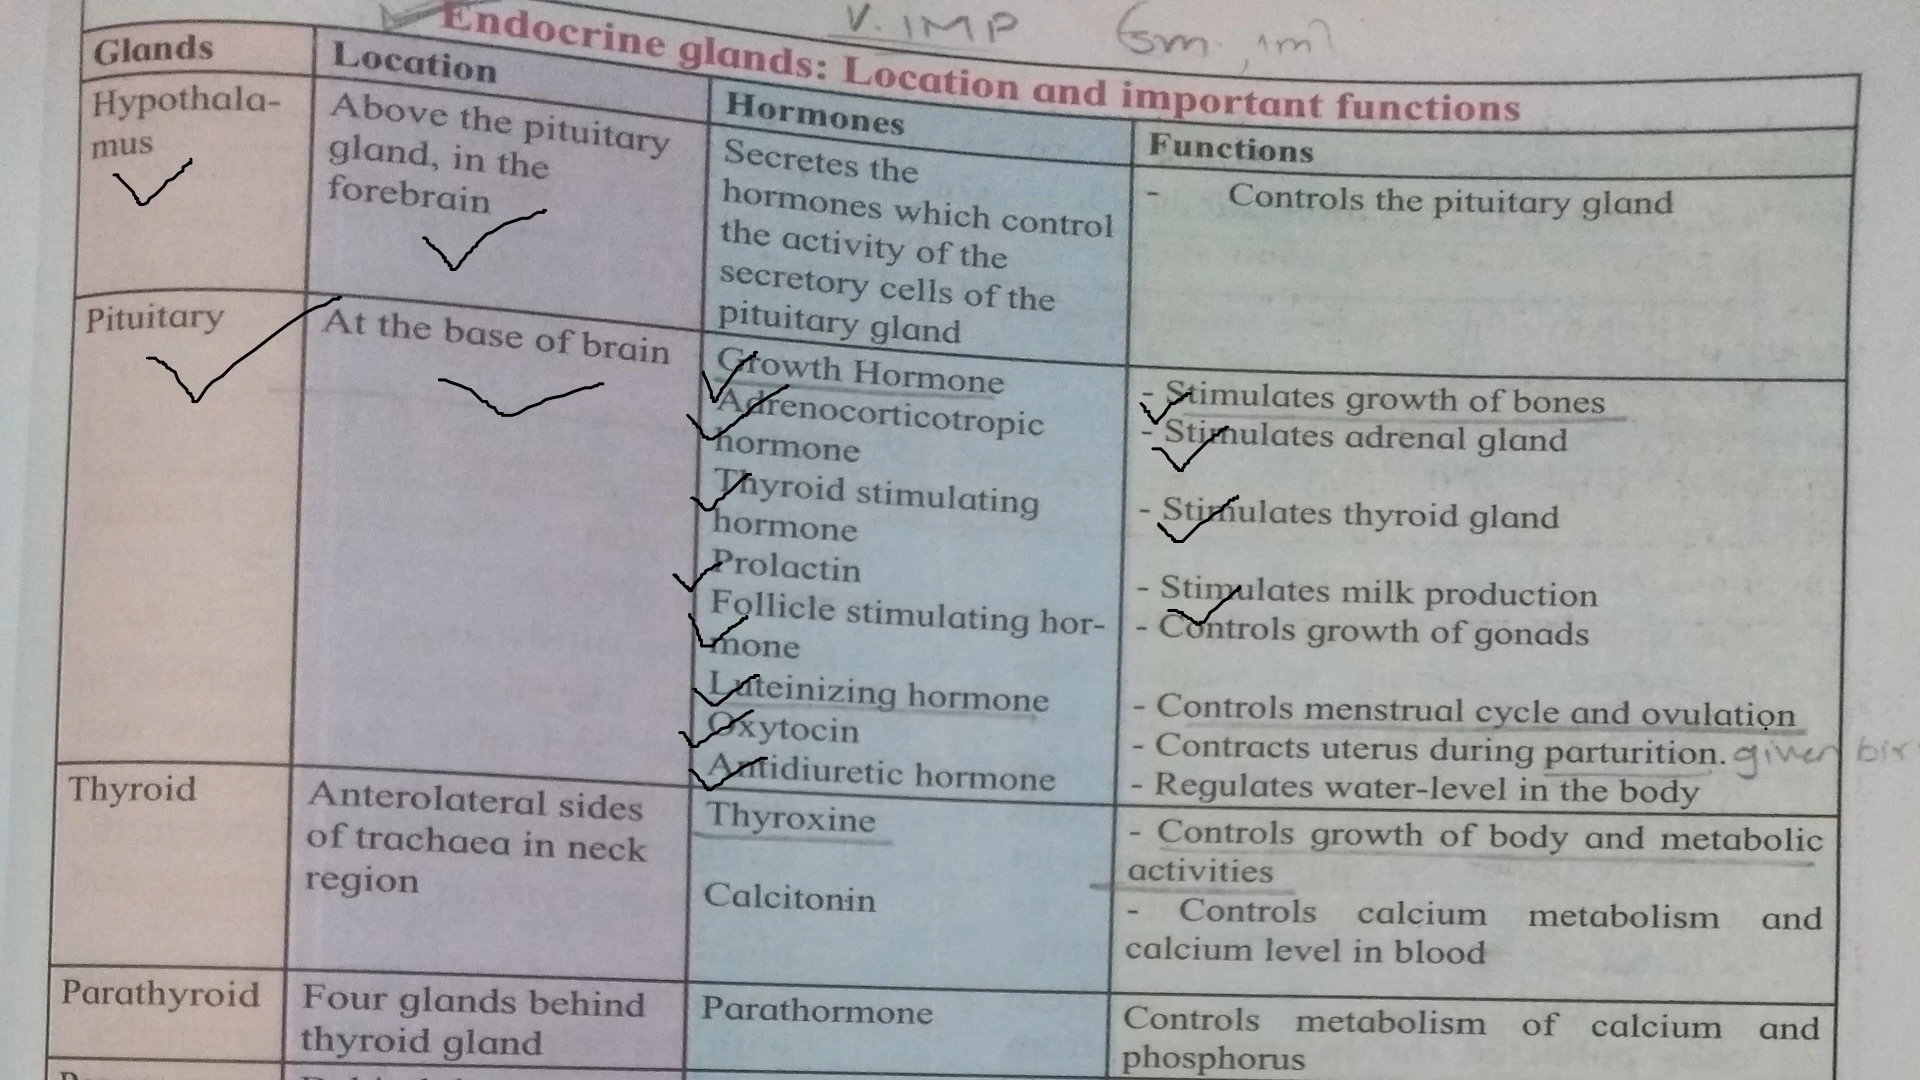 V. IMP
Endocrine glands: Location and important functions
Glands
Location
Hormones
Functions
Hypothala-
mus
Above the pituitary
gland, in the
forebrain
Secretes the
hormones which control
the activity of the
secretory cells of the
pituitary gland
- Controls the pituitary gland
Pituitary
At the base of brain
Growth Hormone
Adrenocorticotropic
hormone
Thyroid stimulating
hormone
Prolactin
Follicle stimulating hor-
mone
Luteinizing hormone
Oxytocin
Antidiuretic hormone
- Stimulates growth of bones
- Stimulates adrenal gland
- Stimulates thyroid gland
- Stimulates milk production
- Controls growth of gonads
- Controls menstrual cycle and ovulation
- Contracts uterus during parturition.
- Regulates water-level in the body
Thyroid
Anterolateral sides
of trachaea in neck
region
Thyroxine
Calcitonin
- Controls growth of body and metabolic
activities
- Controls calcium metabolism and
calcium level in blood
Parathyroid
Four glands behind
thyroid gland
Parathormone
Controls metabolism of calcium and
phosphorus